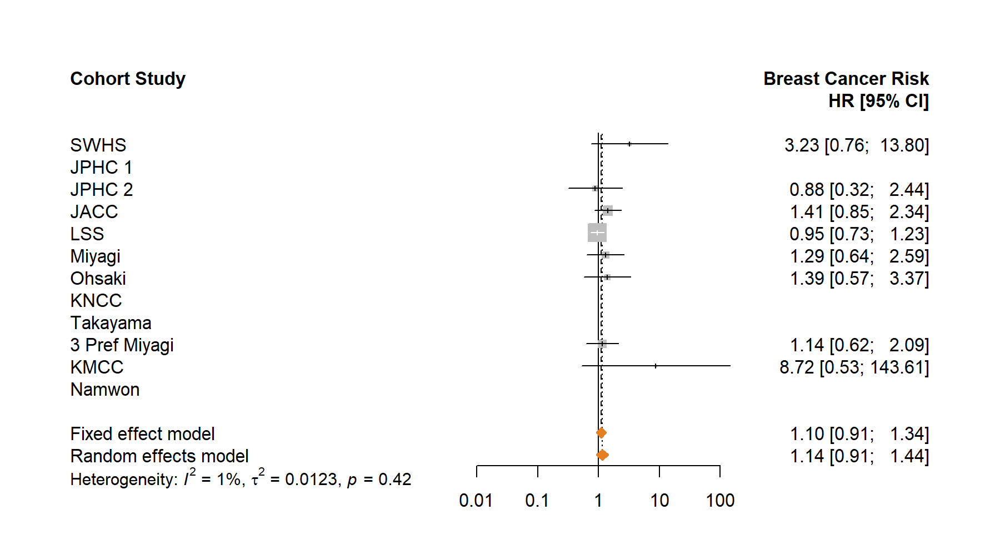 Cohort Study Breast Cancer Risk
HR [95% CI]
SWHS 3.23 [0.76; 13.80]
JPHC 1
JPHC 2 0.88 [0.32; 2.44]
JACC 1.41 [0.85; 2.34]
LSS 0.95 [0.73; 1.23]
Miyagi 1.29 [0.64; 2.59]
Ohsaki 1.39 [0.57; 3.37]
KNCC
Takayama
3 Pref Miyagi 1.14 [0.62; 2.09]
KMCC 8.72 [0.53; 143.61]
Namwon
Fixed effect model 1.10 [0.91; 1.34]
Random effects model 1.14 [0.91; 1.44]
Heterogeneity: I² = 1%, τ² = 0.0123, p = 0.42
0.01 0.1 1 10 100